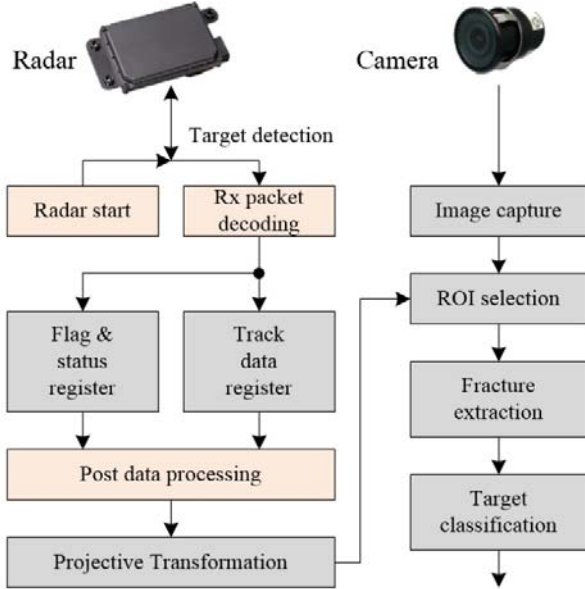 Radar
Camera
Target detection
Radar start
Rx packet
decoding
Image capture
ROI selection
Flag &
status
register
Track
data
register
Fracture
extraction
Post data processing
Target
classification
Projective Transformation